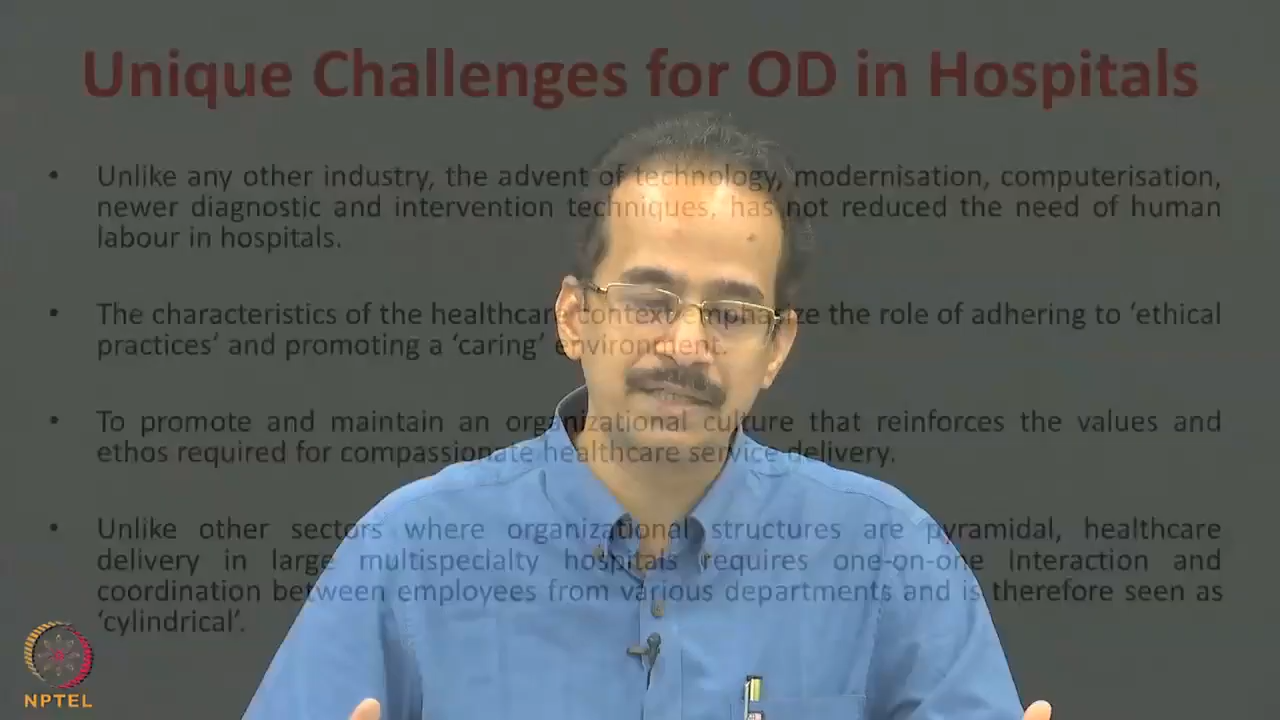 Unique Challenges for OD in Hospitals
• Unlike any other industry, the advent of technology, modernisation, computerisation,
newer diagnostic and intervention techniques, has not reduced the need of human
labour in hospitals.
• The characteristics of the healthcare context emphasize the role of adhering to ‘ethical
practices’ and promoting a ‘caring’ environment.
• To promote and maintain an organizational culture that reinforces the values and
ethos required for compassionate healthcare service delivery.
• Unlike other sectors where organizational structures are pyramidal, healthcare
delivery in large multispecialty hospitals requires one-on-one Interaction and
coordination between employees from various departments and is therefore seen as
‘cylindrical’.
NPTEL